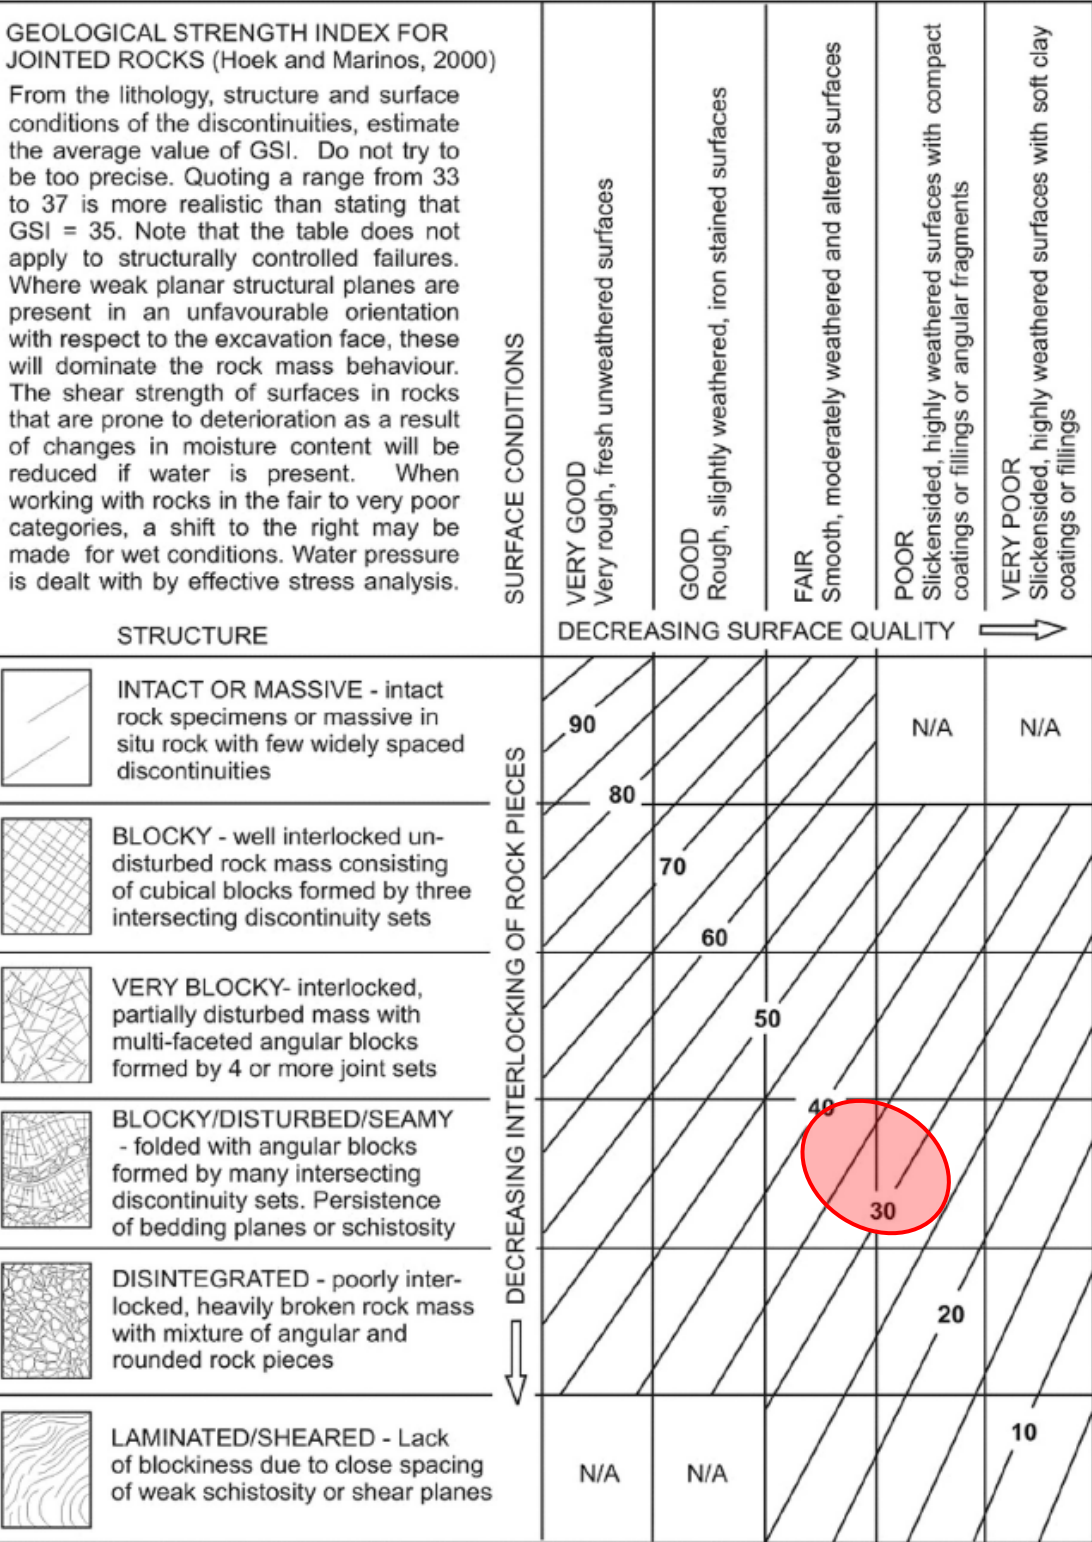 GEOLOGICAL STRENGTH INDEX FOR
JOINTED ROCKS (Hoek and Marinos, 2000)
From the lithology, structure and surface
conditions of the discontinuities, estimate
the average value of GSI. Do not try to
be too precise. Quoting a range from 33
to 37 is more realistic than stating that
GSI = 35. Note that the table does not
apply to structurally controlled failures.
Where weak planar structural planes are
present in an unfavourable orientation
with respect to the excavation face, these
will dominate the rock mass behaviour.
The shear strength of surfaces in rocks
that are prone to deterioration as a result
of changes in moisture content will be
reduced if water is present. When
working with rocks in the fair to very poor
categories, a shift to the right may be
made for wet conditions. Water pressure
is dealt with by effective stress analysis.
SURFACE CONDITIONS
VERY GOOD
Very rough, fresh unweathered surfaces
GOOD
Rough, slightly weathered, iron stained surfaces
FAIR
Smooth, moderately weathered and altered surfaces
POOR
Slickensided, highly weathered surfaces with compact
coatings or fillings or angular fragments
VERY POOR
Slickensided, highly weathered surfaces with soft clay
coatings or fillings
STRUCTURE
DECREASING SURFACE QUALITY
DECREASING INTERLOCKING OF ROCK PIECES
INTACT OR MASSIVE - intact
rock specimens or massive in
situ rock with few widely spaced
discontinuities
90
80
N/A
N/A
BLOCKY - well interlocked un-
disturbed rock mass consisting
of cubical blocks formed by three
intersecting discontinuity sets
70
60
VERY BLOCKY- interlocked,
partially disturbed mass with
multi-faceted angular blocks
formed by 4 or more joint sets
50
40
BLOCKY/DISTURBED/SEAMY
- folded with angular blocks
formed by many intersecting
discontinuity sets. Persistence
of bedding planes or schistosity
30
DISINTEGRATED - poorly inter-
locked, heavily broken rock mass
with mixture of angular and
rounded rock pieces
20
LAMINATED/SHEARED - Lack
of blockiness due to close spacing
of weak schistosity or shear planes
N/A
N/A
10